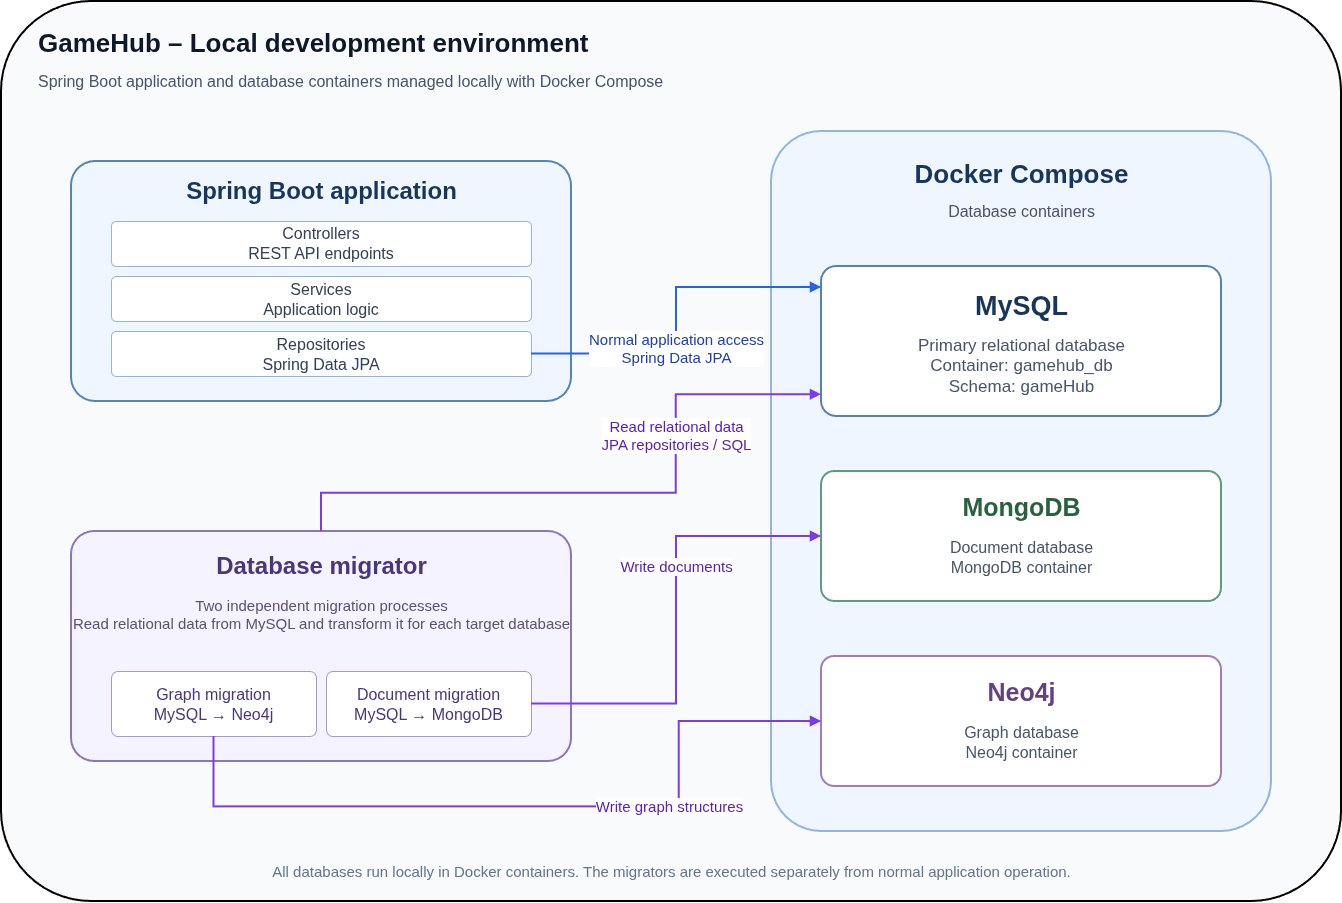 GameHub – Local development environment
Spring Boot application and database containers managed locally with Docker Compose
Spring Boot application
Controllers
REST API endpoints
Services
Application logic
Repositories
Spring Data JPA
Normal application access
Spring Data JPA
Read relational data
JPA repositories / SQL
Database migrator
Two independent migration processes
Read relational data from MySQL and transform it for each target database
Graph migration
MySQL → Neo4j
Document migration
MySQL → MongoDB
Write documents
Write graph structures
Docker Compose
Database containers
MySQL
Primary relational database
Container: gamehub_db
Schema: gameHub
MongoDB
Document database
MongoDB container
Neo4j
Graph database
Neo4j container
All databases run locally in Docker containers. The migrators are executed separately from normal application operation.